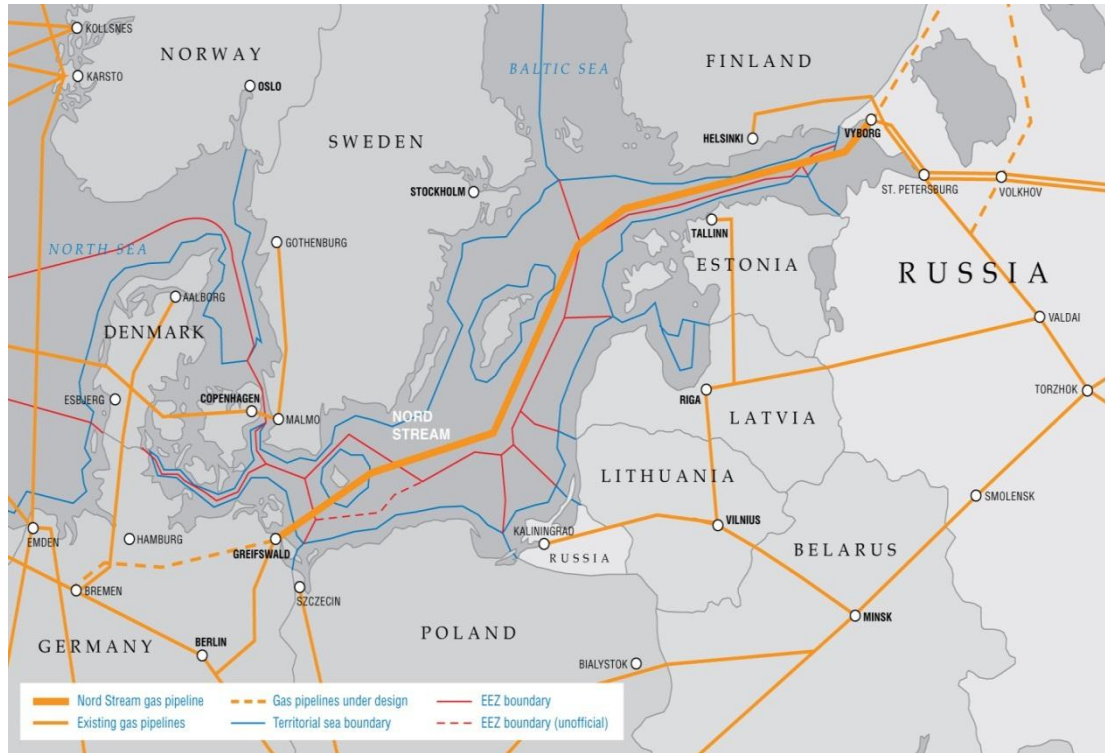 KOLLSNES
NORWAY
KARSTO
OSLO
BALTIC SEA
FINLAND
SWEDEN
HELSINKI
VYBORG
STOCKHOLM
ST. PETERSBURG
VOLKHOV
TALLINN
NORTH SEA
GOTHENBURG
ESTONIA
RUSSIA
AALBORG
DENMARK
VALDAI
ESBJERG
COPENHAGEN
MALMO
NORD
STREAM
RIGA
LATVIA
TORZHOK
LITHUANIA
SMOLENSK
EMDEN
HAMBURG
GREIFSWALD
KALININGRAD
VILNIUS
RUSSIA
BELARUS
BREMEN
SZCZECIN
MINSK
GERMANY
BERLIN
POLAND
BIALYSTOK
Nord Stream gas pipeline
Gas pipelines under design
EEZ boundary
Existing gas pipelines
Territorial sea boundary
EEZ boundary (unofficial)